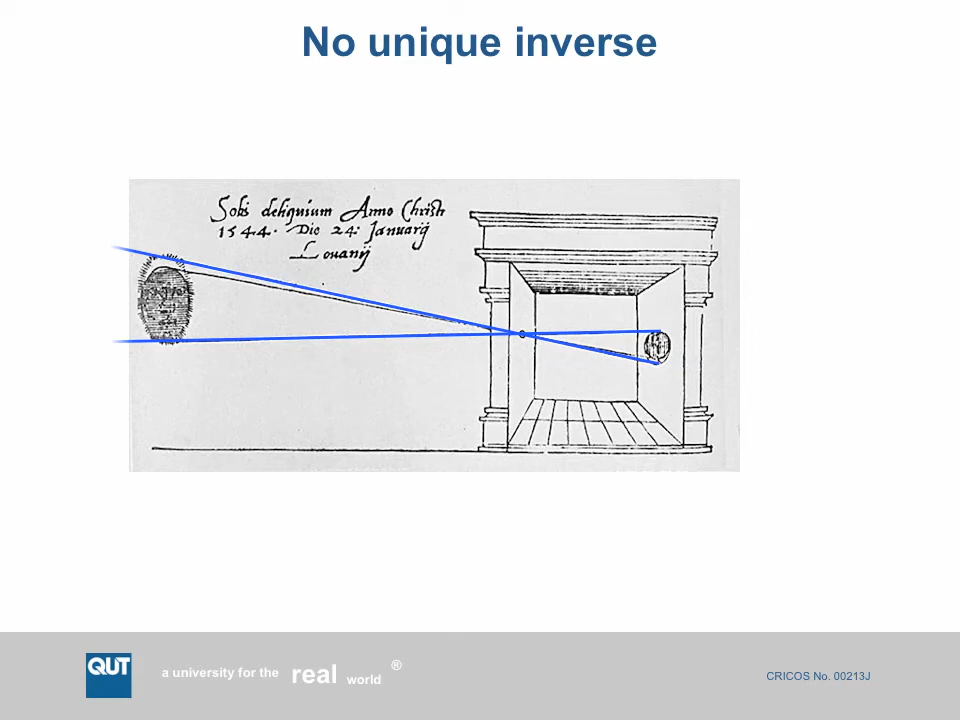 No unique inverse
Solis deliquium Anno Christi
1544. Die 24. Januarij
Lovanij
QUT
a university for the real world ®
CRICOS No. 00213J